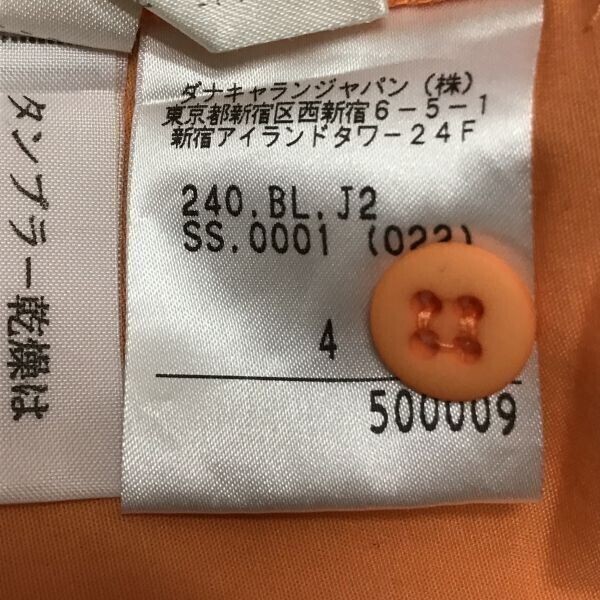 ダナキャランジャパン (株)
東京都新宿区西新宿6-5-1
新宿アイランドタワー24F
240.BL.J2
SS.0001 (022)
4
500009
タンブラー乾燥は